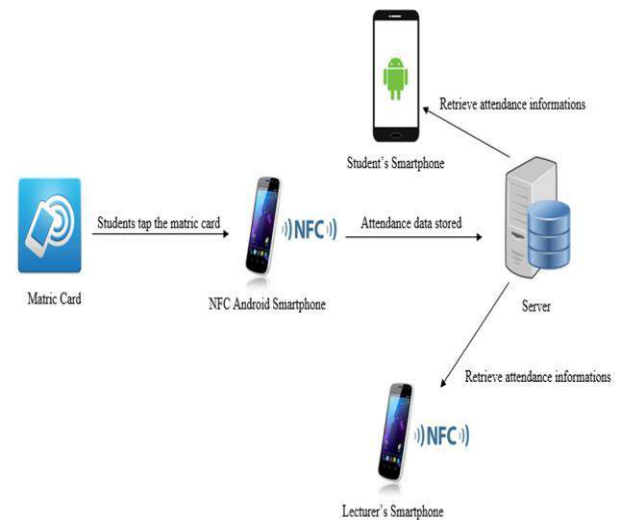 Retrieve attendance informations
Student's Smartphone
Students tap the matric card
NFC
Attendance data stored
Matric Card
NFC Android Smartphone
Server
Retrieve attendance informations
NFC
Lecturer's Smartphone